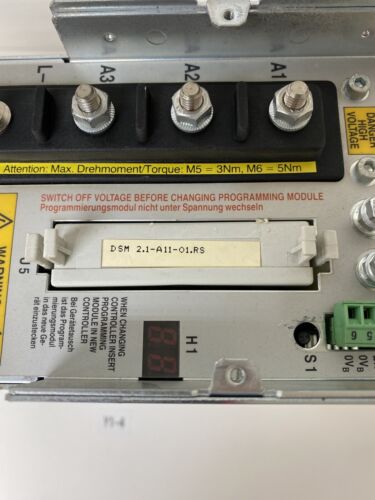 L-
A3
A2
A1
Attention: Max. Drehmoment/Torque: M5 = 3Nm, M6 = 5Nm
DANGER
HIGH
VOLTAGE
SWITCH OFF VOLTAGE BEFORE CHANGING PROGRAMMING MODULE
Programmierungsmodul nicht unter Spannung wechseln
DSM 2.1-A11-01.RS
J5
WARNING
WHEN CHANGING
CONTROLLER INSERT
PROGRAMMING
MODULE IN NEW
CONTROLLER
Bei Gerätetausch
ist das Program-
mierungsmodul
in das neue Ge-
rät einzustecken
H1
S1
5
6
0VB
0VB